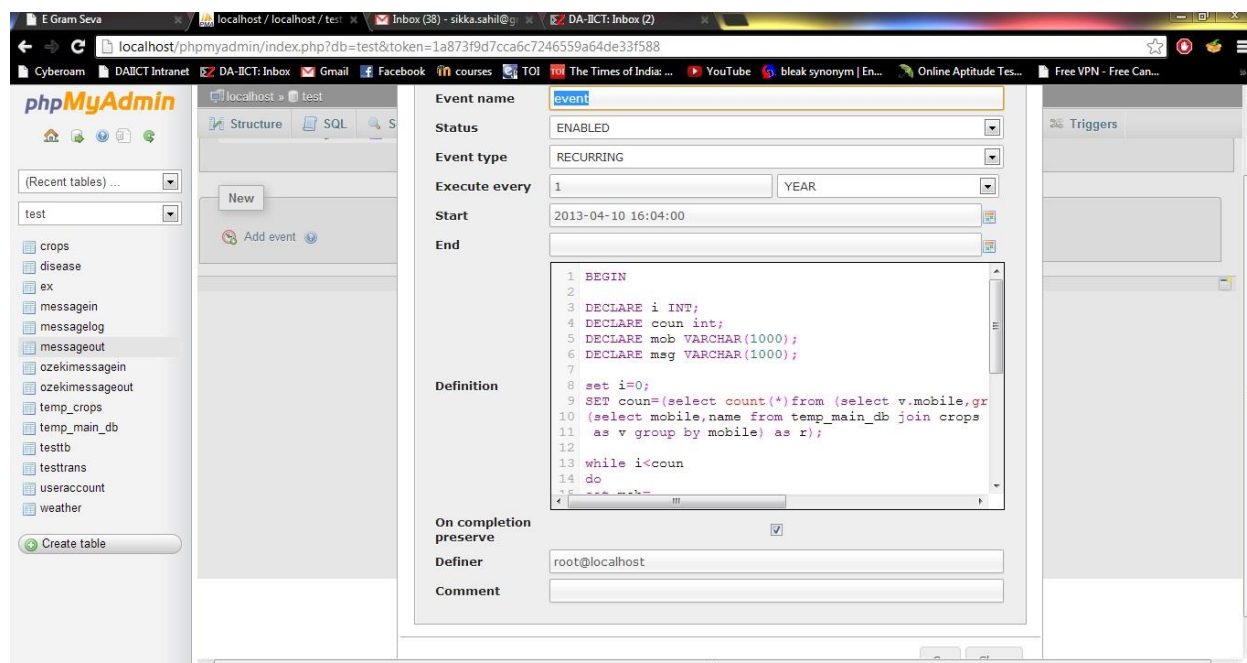 E Gram Seva
localhost / localhost / test
Inbox (38) - sikka.sahil@g
DA-IICT: Inbox (2)
localhost/phpmyadmin/index.php?db=test&token=1a873f9d7cca6c7246559a64de33f588
Cyberoam DAIICT Intranet DA-IICT: Inbox Gmail Facebook courses TOI The Times of India: ... YouTube bleak synonym | En... Online Aptitude Tes... Free VPN - Free Can...
phpMyAdmin
(Recent tables) ...
test
crops
disease
ex
messagein
messagelog
messageout
ozekimessagein
ozekimessageout
temp_crops
temp_main_db
testtb
testtrans
useraccount
weather
Create table
localhost » test
Structure SQL S
Triggers
New
Add event
Event name event
Status ENABLED
Event type RECURRING
Execute every 1 YEAR
Start 2013-04-10 16:04:00
End
Definition
1 BEGIN
2
3 DECLARE i INT;
4 DECLARE coun int;
5 DECLARE mob VARCHAR(1000);
6 DECLARE msg VARCHAR(1000);
7
8 set i=0;
9 SET coun=(select count(*)from (select v.mobile,gr
10 (select mobile,name from temp_main_db join crops
11 as v group by mobile) as r);
12
13 while i<coun
14 do
On completion preserve
Definer root@localhost
Comment